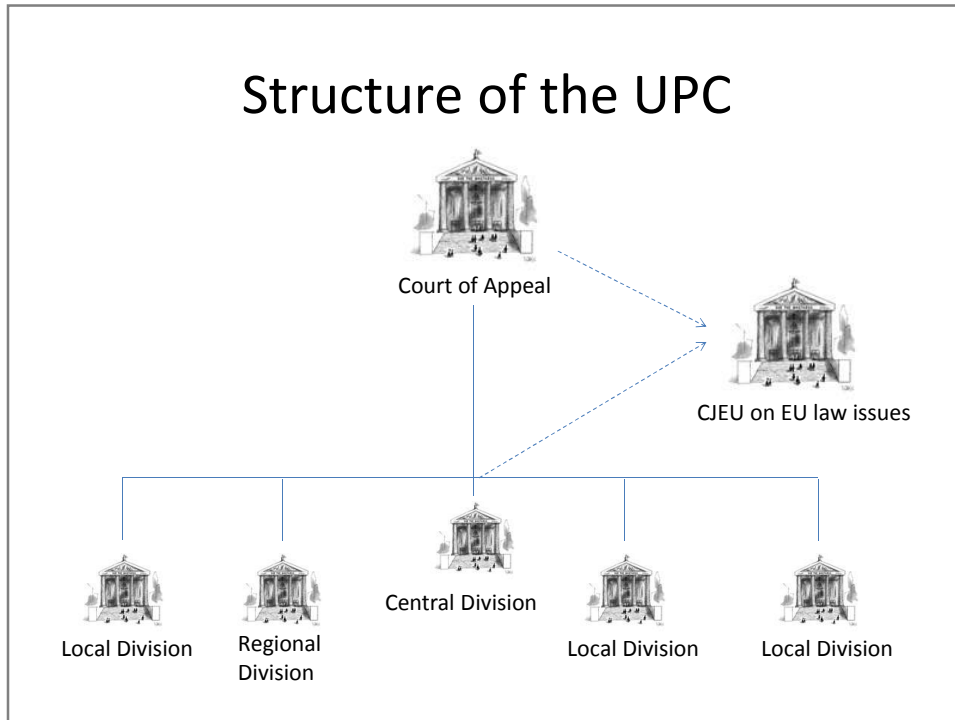 Structure of the UPC
Court of Appeal
CJEU on EU law issues
Central Division
Local Division
Regional
Division
Local Division
Local Division